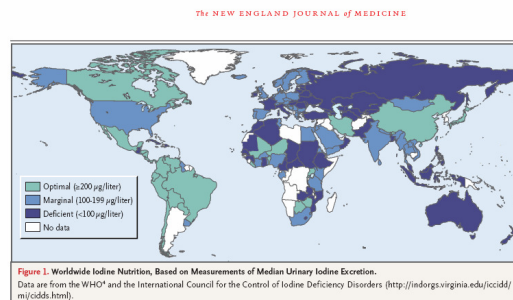 The NEW ENGLAND JOURNAL of MEDICINE
Optimal (≥200 µg/liter)
Marginal (100-199 µg/liter)
Deficient (<100 µg/liter)
No data
Figure 1. Worldwide Iodine Nutrition, Based on Measurements of Median Urinary Iodine Excretion.
Data are from the WHO⁴ and the International Council for the Control of Iodine Deficiency Disorders (http://indorgs.virginia.edu/iccidd/
mi/cidds.html).